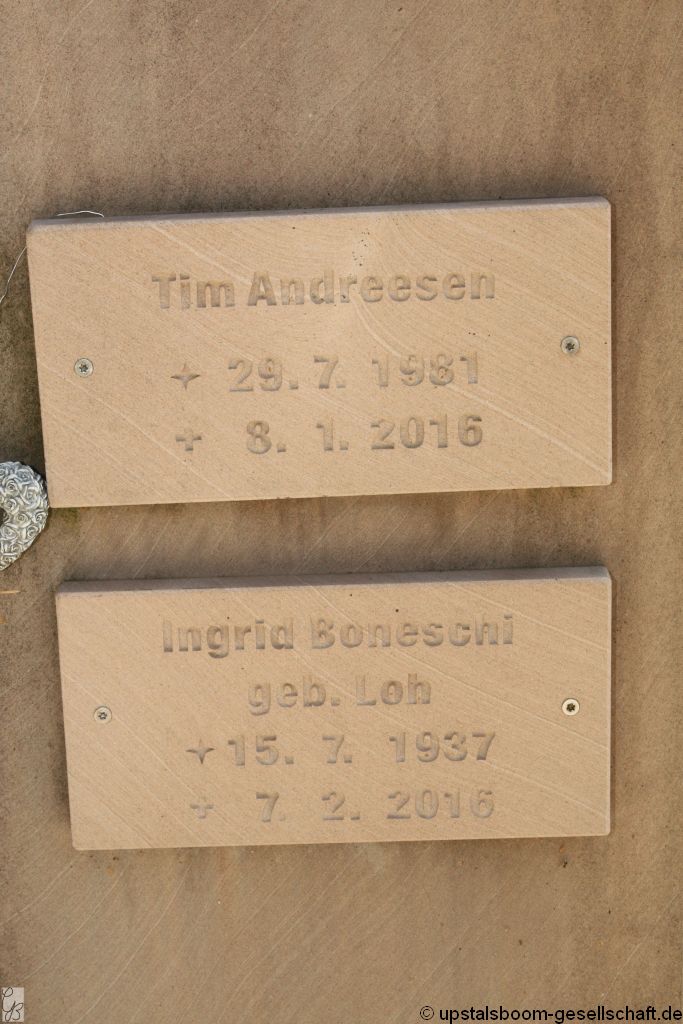 Tim Andreesen
✦ 29. 7. 1981
+ 8. 1. 2016
Ingrid Boneschi
geb. Loh
✦ 15. 7. 1937
+ 7. 2. 2016
© upstalsboom-gesellschaft.de